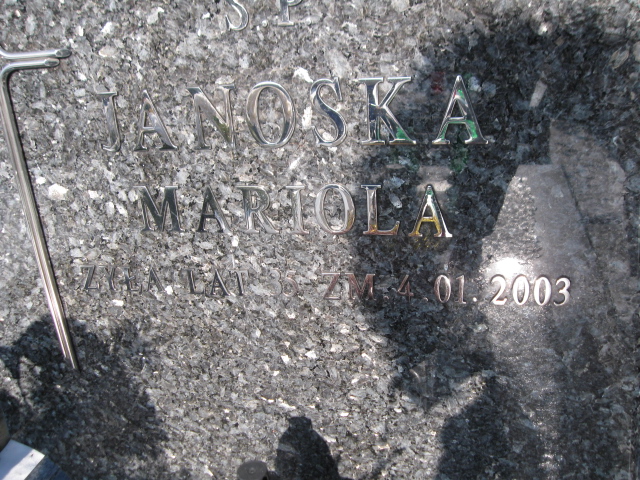 Ś.P
JANOSKA
MARIOLA
ŻYŁA LAT ZM. 4.01.2003